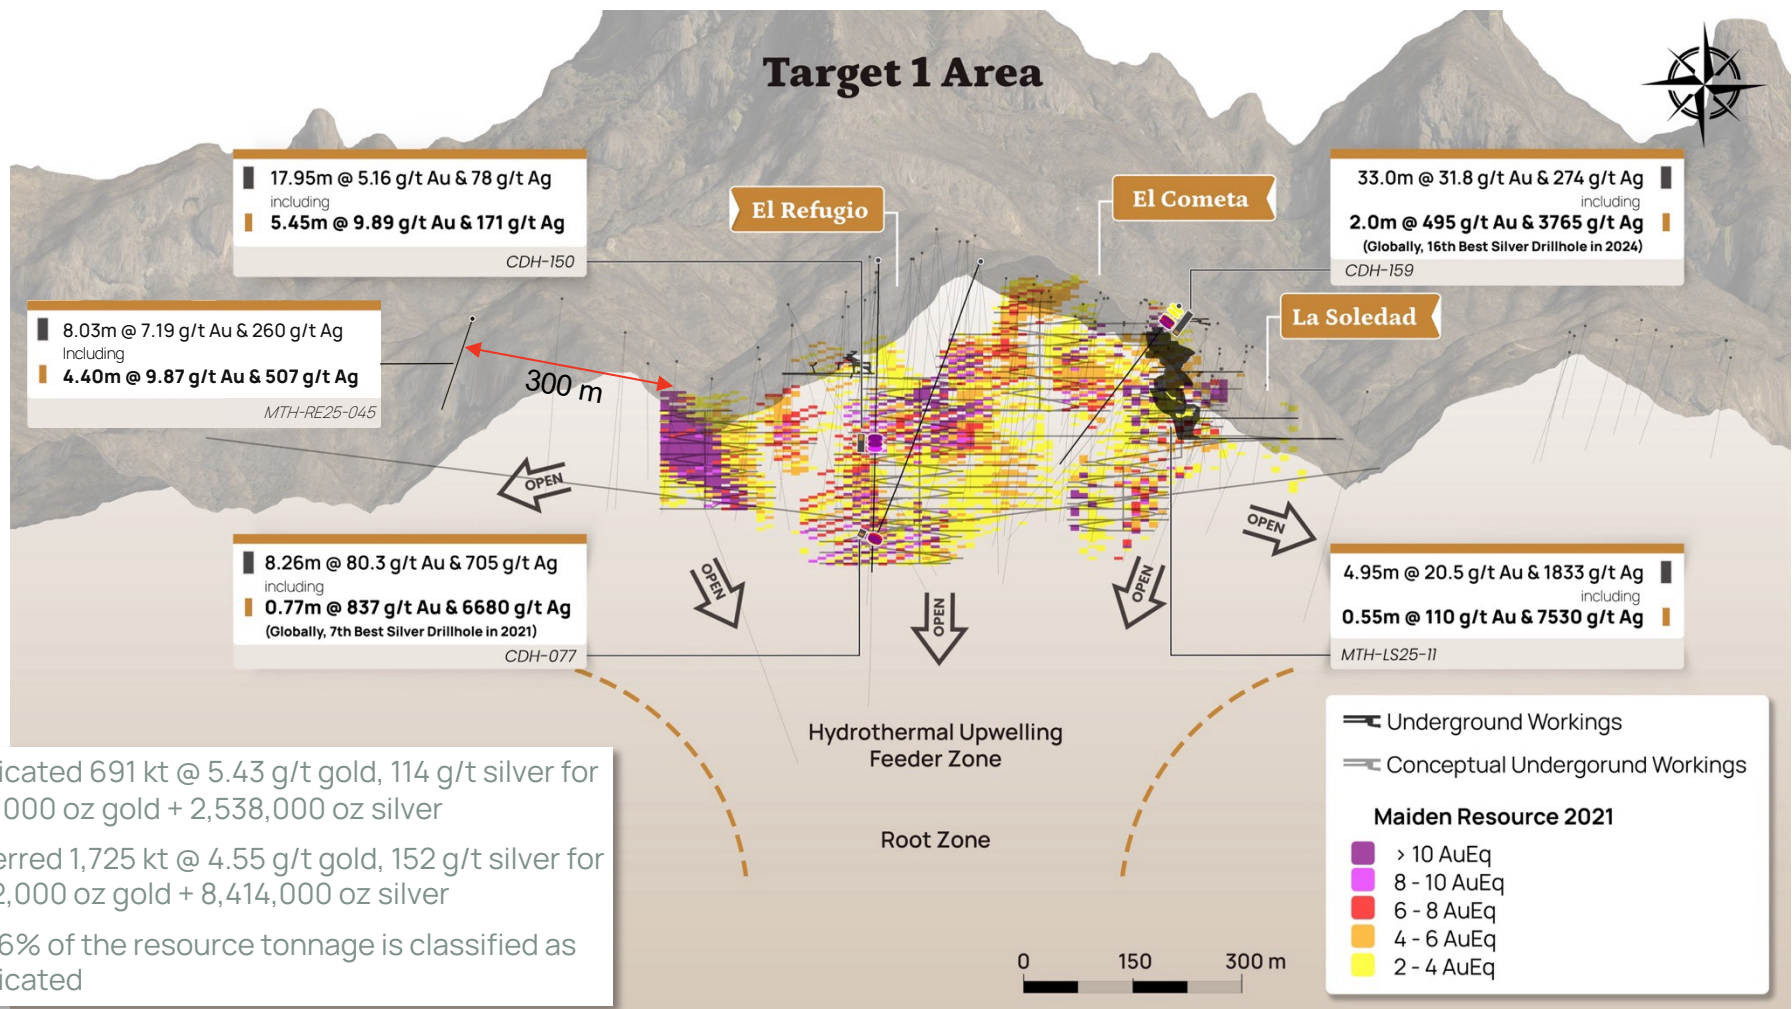 Target 1 Area
17.95m @ 5.16 g/t Au & 78 g/t Ag
including
5.45m @ 9.89 g/t Au & 171 g/t Ag
CDH-150
El Refugio
El Cometa
33.0m @ 31.8 g/t Au & 274 g/t Ag
including
2.0m @ 495 g/t Au & 3765 g/t Ag
(Globally, 16th Best Silver Drillhole in 2024)
CDH-159
8.03m @ 7.19 g/t Au & 260 g/t Ag
Including
4.40m @ 9.87 g/t Au & 507 g/t Ag
MTH-RE25-045
300 m
La Soledad
OPEN
OPEN
OPEN
OPEN
OPEN
8.26m @ 80.3 g/t Au & 705 g/t Ag
including
0.77m @ 837 g/t Au & 6680 g/t Ag
(Globally, 7th Best Silver Drillhole in 2021)
CDH-077
4.95m @ 20.5 g/t Au & 1833 g/t Ag
including
0.55m @ 110 g/t Au & 7530 g/t Ag
MTH-LS25-11
Hydrothermal Upwelling
Feeder Zone
Root Zone
icated 691 kt @ 5.43 g/t gold, 114 g/t silver for
000 oz gold + 2,538,000 oz silver
erred 1,725 kt @ 4.55 g/t gold, 152 g/t silver for
2,000 oz gold + 8,414,000 oz silver
6% of the resource tonnage is classified as
icated
0 150 300 m
Underground Workings
Conceptual Undergorund Workings
Maiden Resource 2021
> 10 AuEq
8 - 10 AuEq
6 - 8 AuEq
4 - 6 AuEq
2 - 4 AuEq